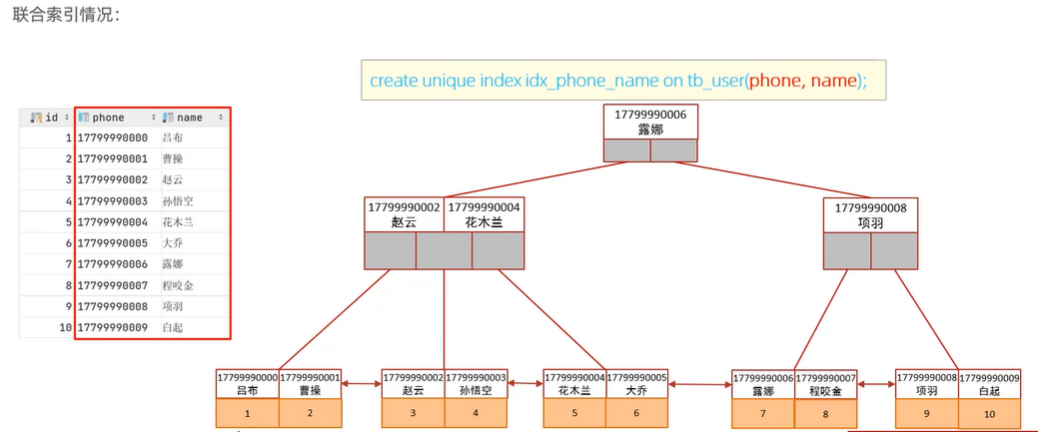 联合索引情况：
create unique index idx_phone_name on tb_user(phone, name);
id phone name
1 17799990000 吕布
2 17799990001 曹操
3 17799990002 赵云
4 17799990003 孙悟空
5 17799990004 花木兰
6 17799990005 大乔
7 17799990006 露娜
8 17799990007 程咬金
9 17799990008 项羽
10 17799990009 白起
17799990006
露娜
17799990002 17799990004
赵云 花木兰
17799990008
项羽
17799990000 17799990001 17799990002 17799990003 17799990004 17799990005 17799990006 17799990007 17799990008 17799990009
吕布 曹操 赵云 孙悟空 花木兰 大乔 露娜 程咬金 项羽 白起
1 2 3 4 5 6 7 8 9 10